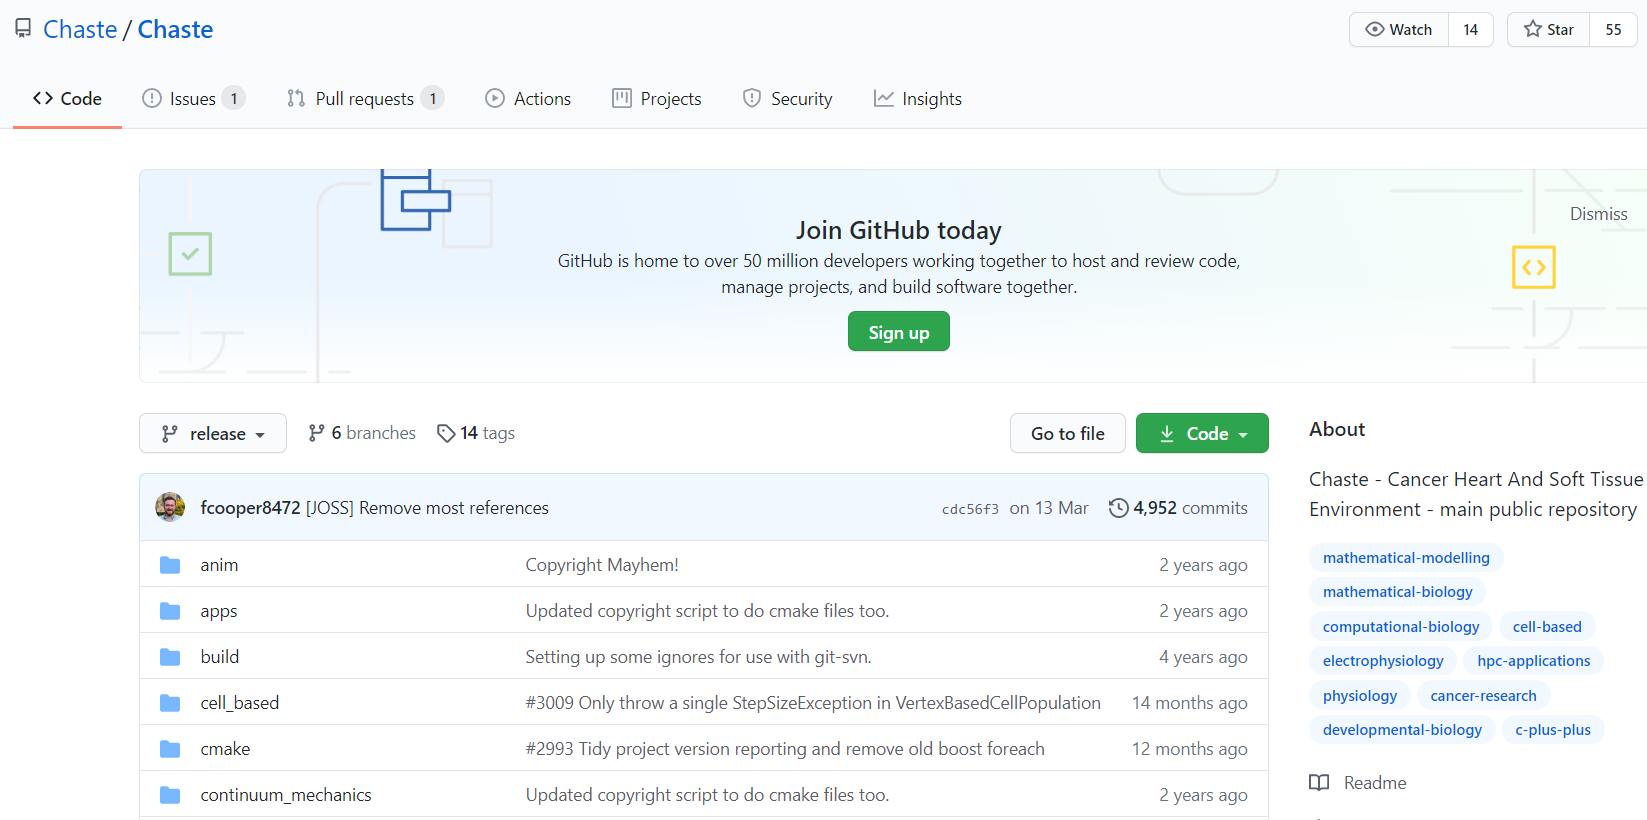 Chaste / Chaste
Watch 14 Star 55
Code Issues 1 Pull requests 1 Actions Projects Security Insights
Dismiss
Join GitHub today
GitHub is home to over 50 million developers working together to host and review code,
manage projects, and build software together.
Sign up
release 6 branches 14 tags Go to file Code
fcooper8472 [JOSS] Remove most references cdc56f3 on 13 Mar 4,952 commits
anim Copyright Mayhem! 2 years ago
apps Updated copyright script to do cmake files too. 2 years ago
build Setting up some ignores for use with git-svn. 4 years ago
cell_based #3009 Only throw a single StepSizeException in VertexBasedCellPopulation 14 months ago
cmake #2993 Tidy project version reporting and remove old boost foreach 12 months ago
continuum_mechanics Updated copyright script to do cmake files too. 2 years ago
About
Chaste - Cancer Heart And Soft Tissue
Environment - main public repository
mathematical-modelling
mathematical-biology
computational-biology cell-based
electrophysiology hpc-applications
physiology cancer-research
developmental-biology c-plus-plus
Readme